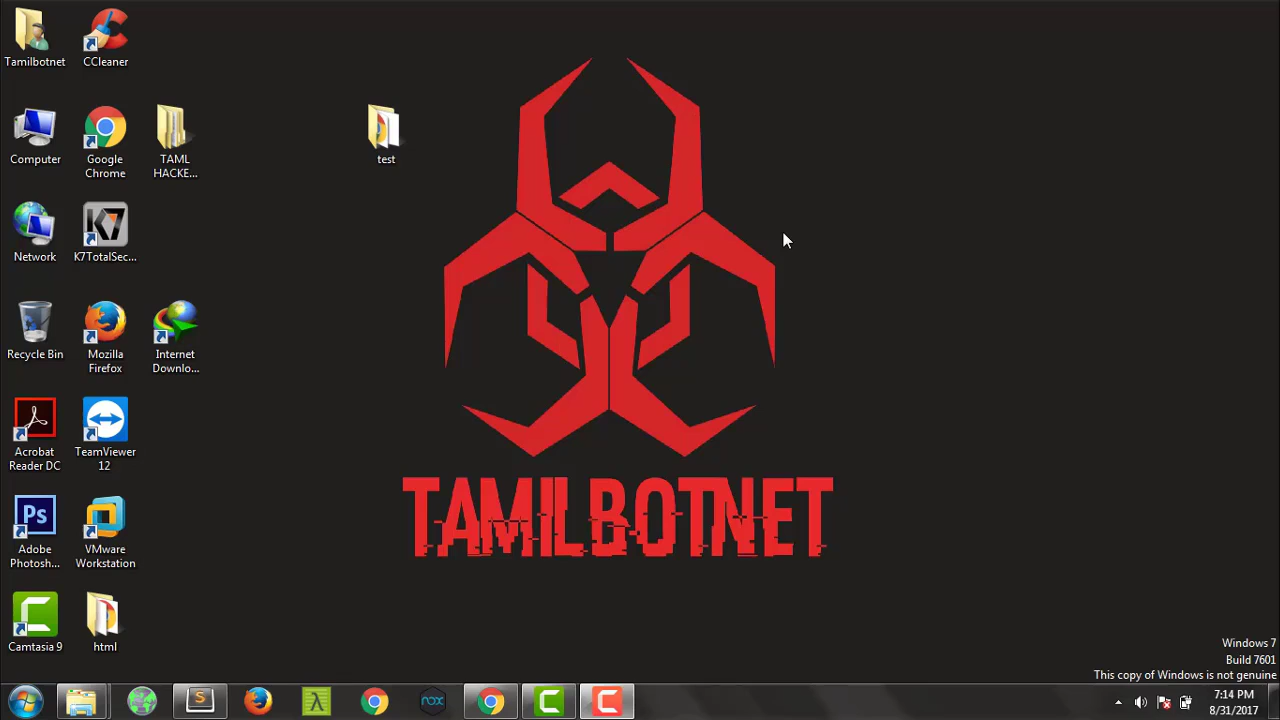 Tamilbotnet
CCleaner
Computer
Google
Chrome
TAML
HACKE...
test
Network
K7TotalSec...
Recycle Bin
Mozilla
Firefox
Internet
Downlo...
Acrobat
Reader DC
TeamViewer
12
Ps
Adobe
Photosh...
VMware
Workstation
Camtasia 9
html
TAMILBOTNET
Windows 7
Build 7601
This copy of Windows is not genuine
nox
7:14 PM
8/31/2017